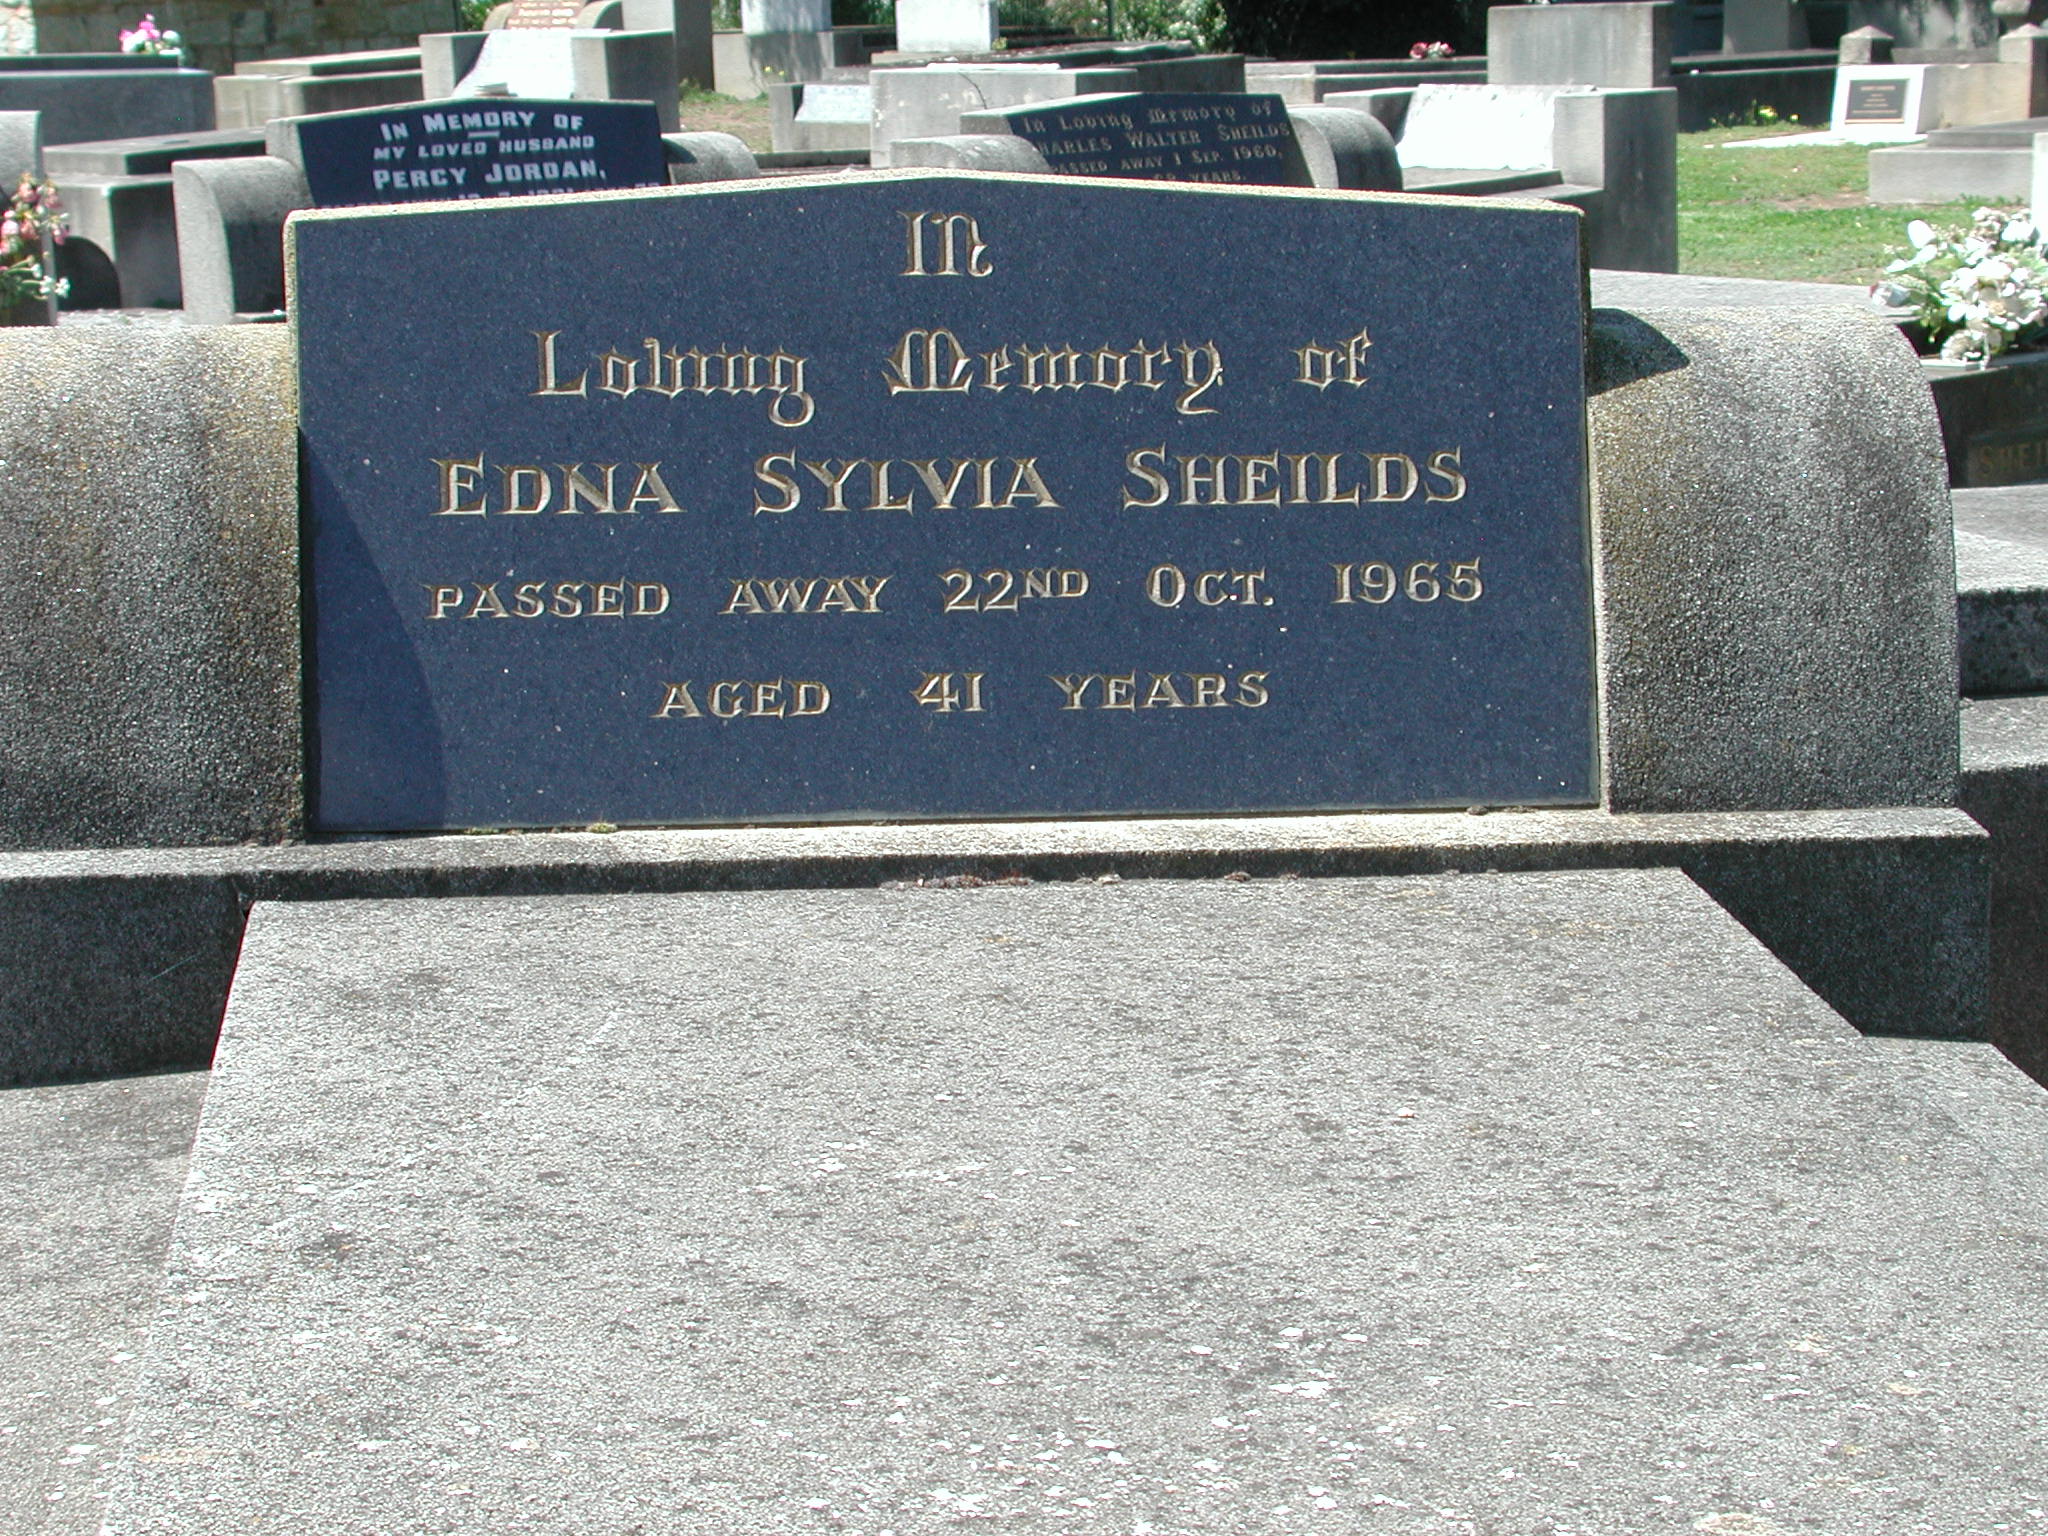 IN MEMORY OF
MY LOVED HUSBAND
PERCY JORDAN,
In Loving Memory of
CHARLES WALTER SHEILDS
PASSED AWAY 1 SEP. 1960,
YEARS.
In
Loving Memory of
EDNA SYLVIA SHEILDS
PASSED AWAY 22ND OCT. 1965
AGED 41 YEARS